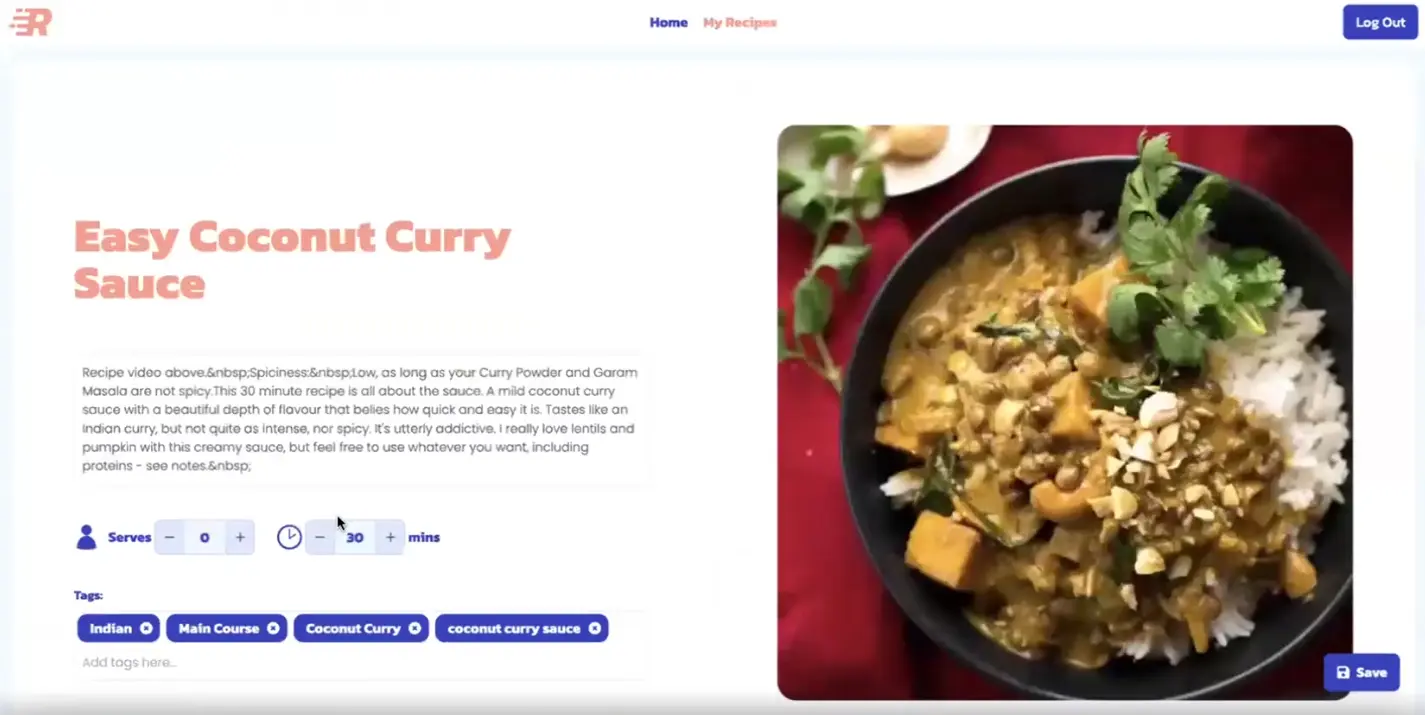 R
Home My Recipes
Log Out
Easy Coconut Curry
Sauce
Recipe video above.&nbsp;Spiciness:&nbsp;Low, as long as your Curry Powder and Garam
Masala are not spicy.This 30 minute recipe is all about the sauce. A mild coconut curry
sauce with a beautiful depth of flavour that belies how quick and easy it is. Tastes like an
Indian curry, but not quite as intense, nor spicy. It's utterly addictive. I really love lentils and
pumpkin with this creamy sauce, but feel free to use whatever you want, including
proteins - see notes.&nbsp;
Serves − 0 + − 30 + mins
Tags:
Indian Main Course Coconut Curry coconut curry sauce
Add tags here...
Save